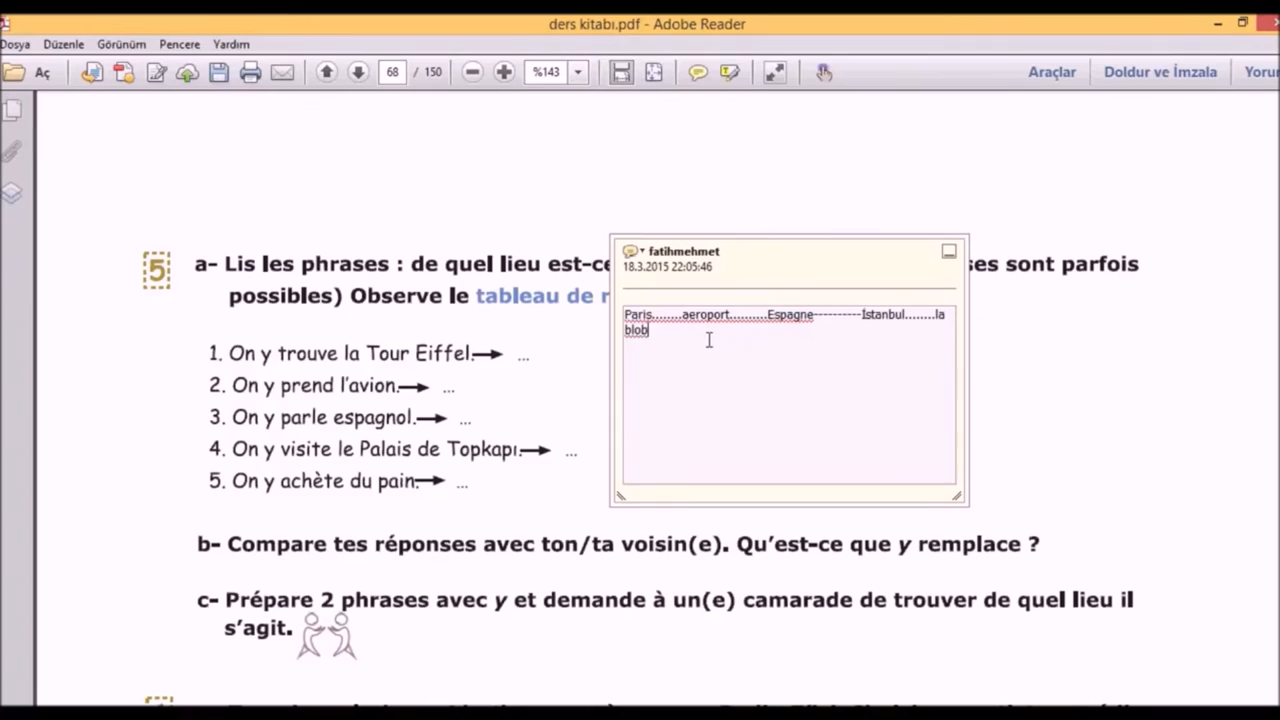 ders kitabı.pdf - Adobe Reader
Dosya Düzenle Görünüm Pencere Yardım
Aç 68 / 150 %143 Araçlar Doldur ve İmzala
5 a- Lis les phrases : de quel lieu est-ce sont parfois
possibles) Observe le tableau de
1. On y trouve la Tour Eiffel. → ...
2. On y prend l'avion. → ...
3. On y parle espagnol. → ...
4. On y visite le Palais de Topkapı. → ...
5. On y achète du pain. → ...
fatihmehmet
18.3.2015 22:05:46
Paris........aeroport..........Espagne----------İstanbul........la
blob
b- Compare tes réponses avec ton/ta voisin(e). Qu'est-ce que y remplace ?
c- Prépare 2 phrases avec y et demande à un(e) camarade de trouver de quel lieu il
s'agit.